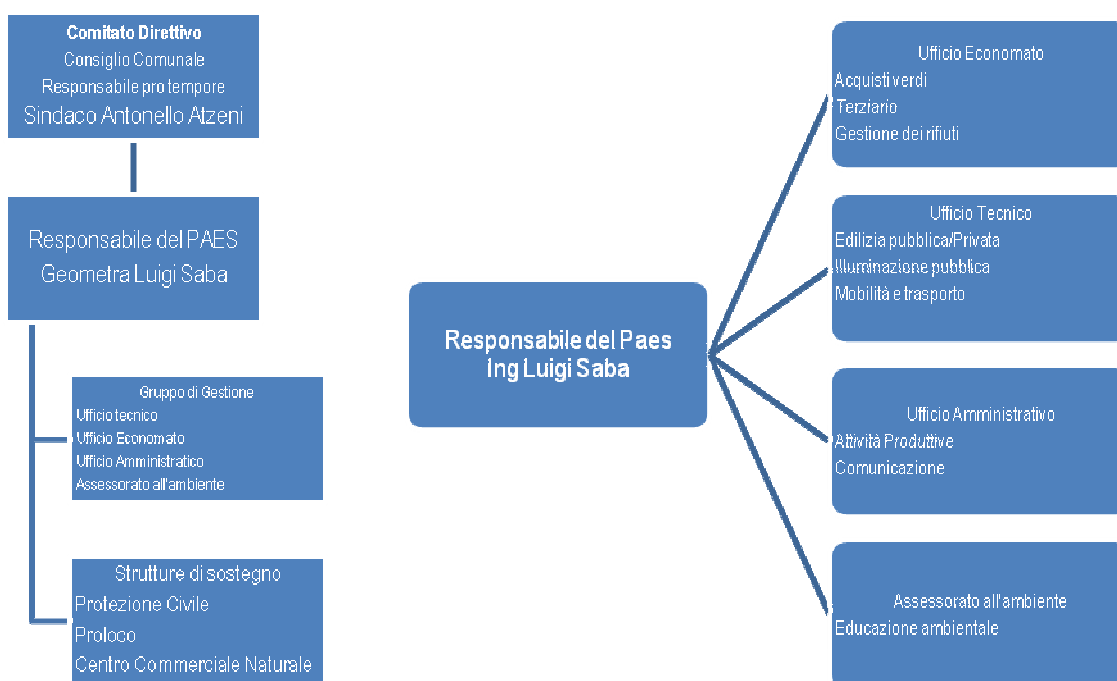 Comitato Direttivo
Consiglio Comunale
Responsabile pro tempore
Sindaco Antonello Atzeni
Responsabile del PAES
Geometra Luigi Saba
Gruppo di Gestione
Ufficio tecnico
Ufficio Economato
Ufficio Amministratico
Assessorato all'ambiente
Strutture di sostegno
Protezione Civile
Proloco
Centro Commerciale Naturale
Responsabile del Paes
Ing Luigi Saba
Ufficio Economato
Acquisti verdi
Terziario
Gestione dei rifiuti
Ufficio Tecnico
Edilizia pubblica/Privata
Illuminazione pubblica
Mobilità e trasporto
Ufficio Amministrativo
Attività Produttive
Comunicazione
Assessorato all'ambiente
Educazione ambientale